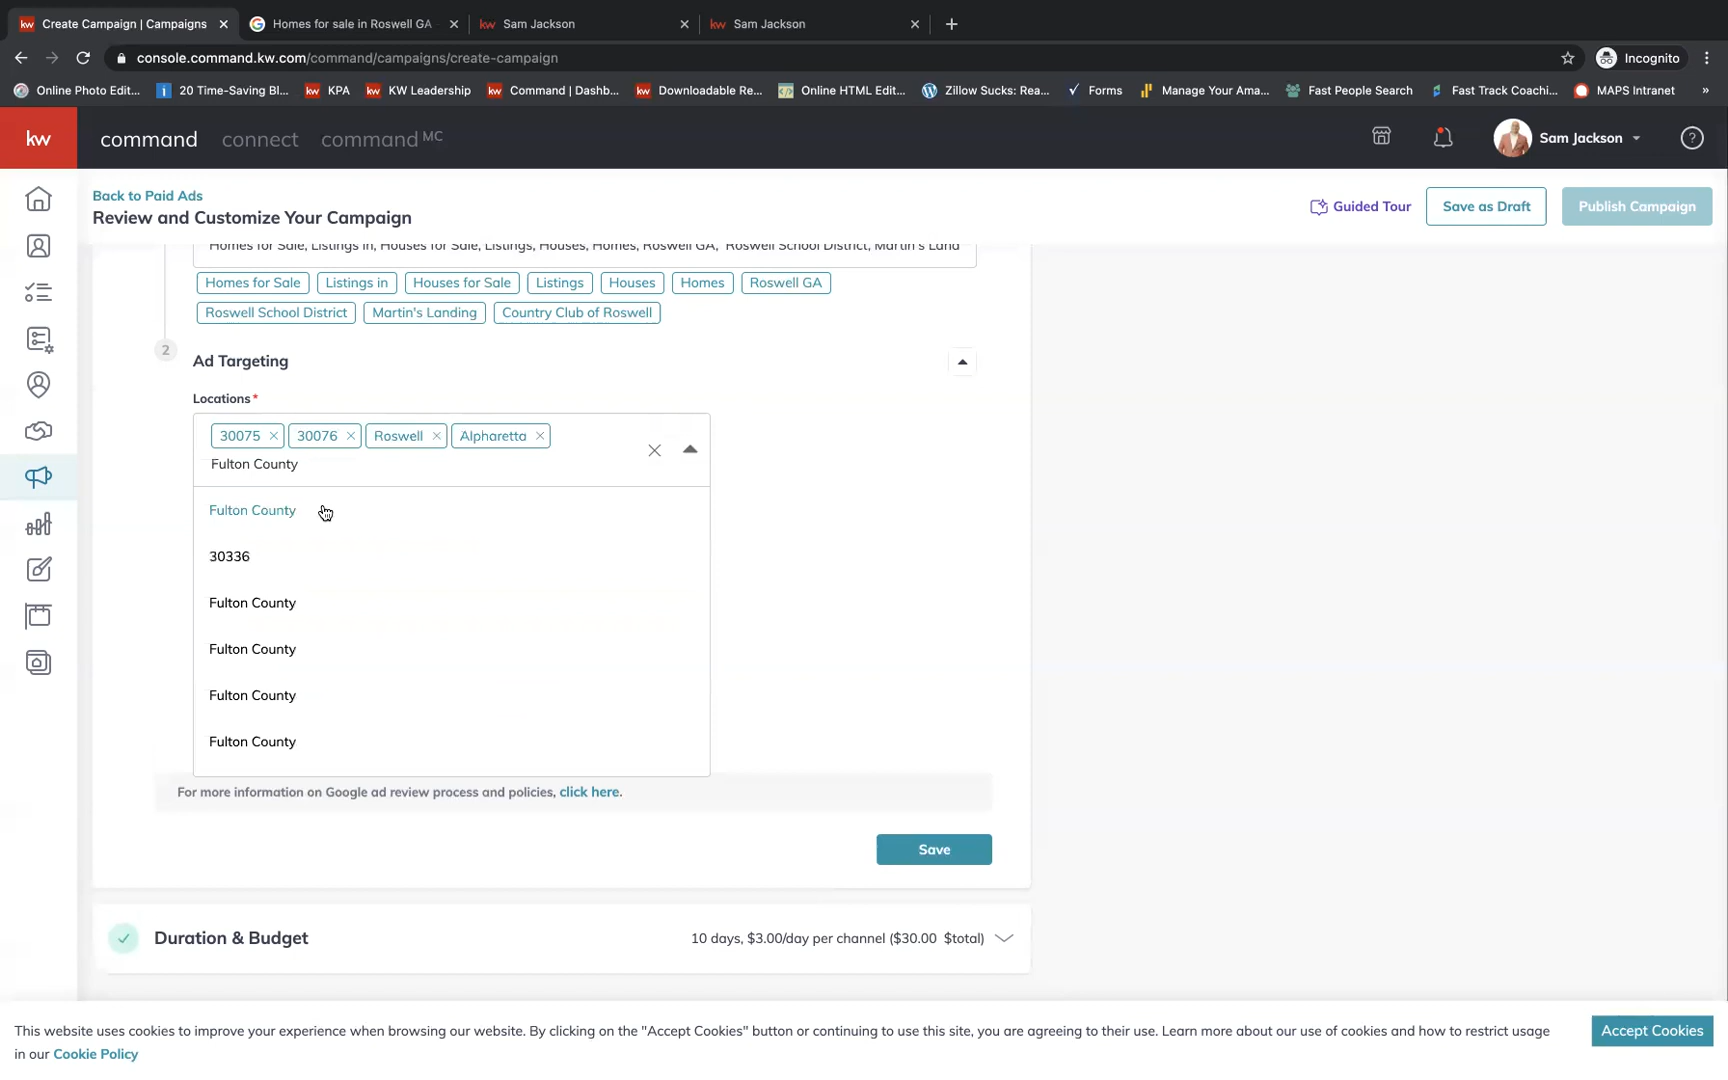 kw Create Campaign | Campaigns
Homes for sale in Roswell GA
kw Sam Jackson
kw Sam Jackson
console.command.kw.com/command/campaigns/create-campaign
Incognito
Online Photo Edit...
20 Time-Saving Bl...
kw KPA
kw KW Leadership
kw Command | Dashb...
kw Downloadable Re...
Online HTML Edit...
Zillow Sucks: Rea...
Forms
Manage Your Ama...
Fast People Search
Fast Track Coachi...
MAPS Intranet
»
kw
command
connect
command MC
Sam Jackson
?
Back to Paid Ads
Review and Customize Your Campaign
Guided Tour
Save as Draft
Publish Campaign
Homes for Sale, Listings in, Houses for Sale, Listings, Houses, Homes, Roswell GA, Roswell School District, Martin's Land
Homes for Sale
Listings in
Houses for Sale
Listings
Houses
Homes
Roswell GA
Roswell School District
Martin's Landing
Country Club of Roswell
2
Ad Targeting
Locations*
30075
30076
Roswell
Alpharetta
Fulton County
Fulton County
30336
Fulton County
Fulton County
Fulton County
Fulton County
For more information on Google ad review process and policies, click here.
Save
Duration & Budget
10 days, $3.00/day per channel ($30.00 $total)
This website uses cookies to improve your experience when browsing our website. By clicking on the "Accept Cookies" button or continuing to use this site, you are agreeing to their use. Learn more about our use of cookies and how to restrict usage
in our Cookie Policy
Accept Cookies